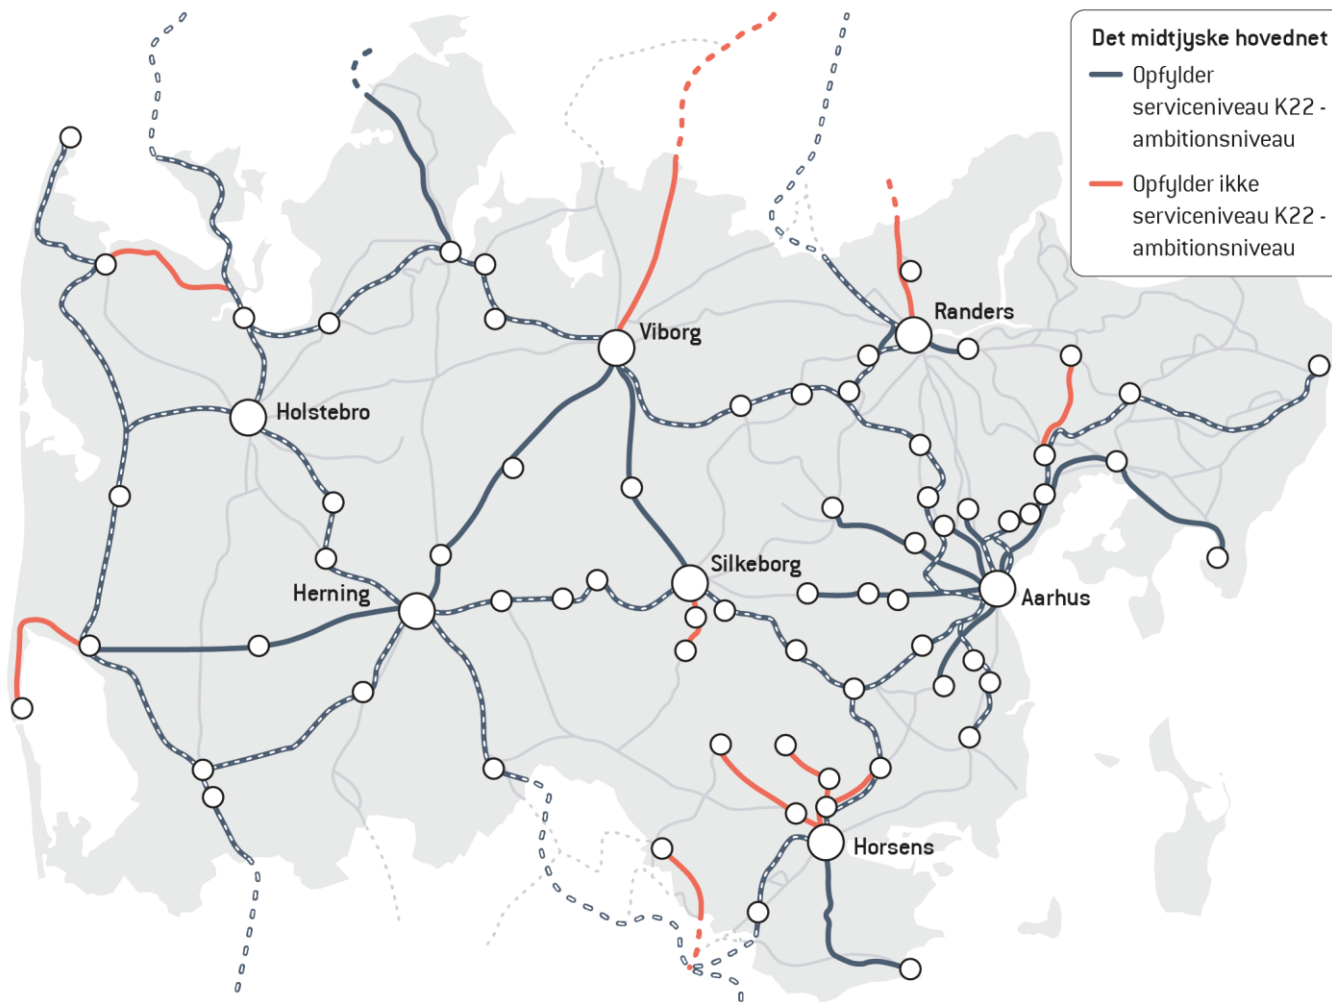 Det midtjyske hovednet
Opfylder
serviceniveau K22 -
ambitionsniveau
Opfylder ikke
serviceniveau K22 -
ambitionsniveau
Randers
Viborg
Holstebro
Silkeborg
Herning
Aarhus
Horsens